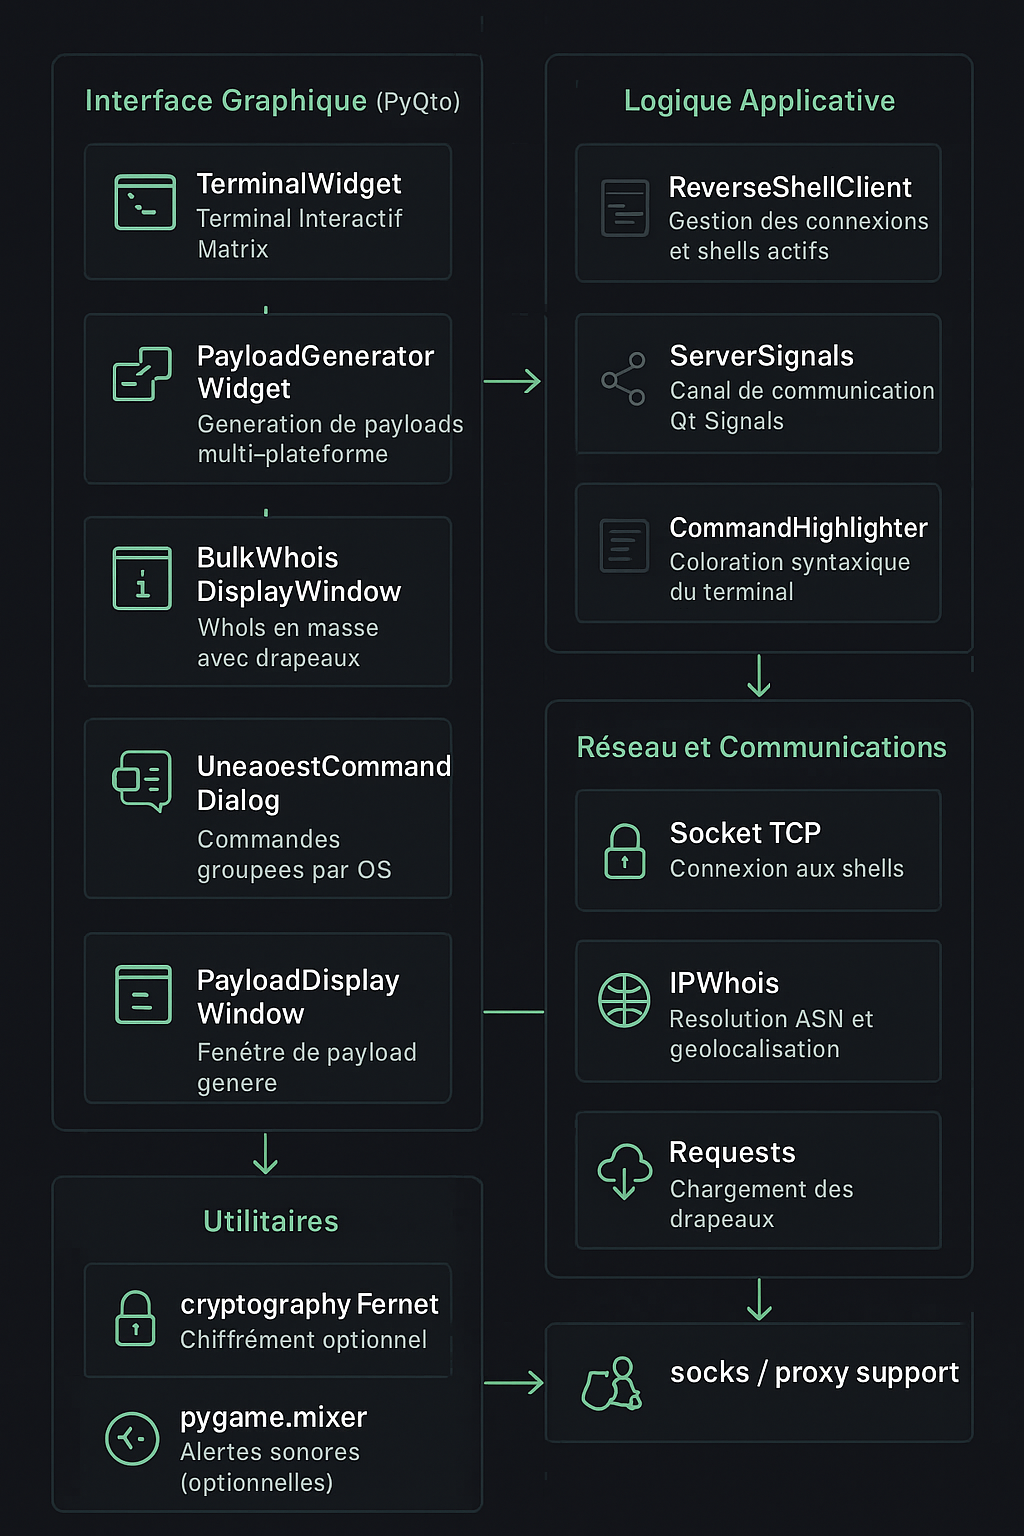 Interface Graphique (PyQto)
TerminalWidget
Terminal Interactif
Matrix
PayloadGenerator
Widget
Generation de payloads
multi–plateforme
BulkWhois
DisplayWindow
Whols en masse
avec drapeaux
UneaoestCommand
Dialog
Commandes
groupees par OS
PayloadDisplay
Window
Fenétre de payload
genere
Utilitaires
cryptography Fernet
Chiffrément optionnel
pygame.mixer
Alertes sonores
(optionnelles)
Logique Applicative
ReverseShellClient
Gestion des connexions
et shells actifs
ServerSignals
Canal de communication
Qt Signals
CommandHighlighter
Coloration syntaxique
du terminal
Réseau et Communications
Socket TCP
Connexion aux shells
IPWhois
Resolution ASN et
geolocalisation
Requests
Chargement des
drapeaux
socks / proxy support